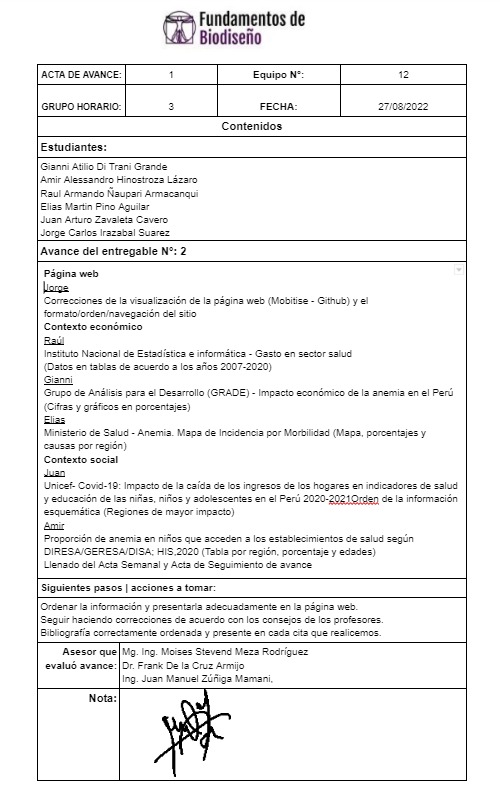 Fundamentos de
Biodiseño
ACTA DE AVANCE: 1 Equipo N°: 12
GRUPO HORARIO: 3 FECHA: 27/08/2022
Contenidos
Estudiantes:
Gianni Atilio Di Trani Grande
Amir Alessandro Hinostroza Lázaro
Raul Armando Ñaupari Armacanqui
Elias Martin Pino Aguilar
Juan Arturo Zavaleta Cavero
Jorge Carlos Irazabal Suarez
Avance del entregable N°: 2
Página web
Jorge
Correcciones de la visualización de la página web (Mobitise - Github) y el
formato/orden/navegación del sitio
Contexto económico
Raúl
Instituto Nacional de Estadística e informática - Gasto en sector salud
(Datos en tablas de acuerdo a los años 2007-2020)
Gianni
Grupo de Análisis para el Desarrollo (GRADE) - Impacto económico de la anemia en el Perú
(Cifras y gráficos en porcentajes)
Elias
Ministerio de Salud - Anemia. Mapa de Incidencia por Morbilidad (Mapa, porcentajes y
causas por región)
Contexto social
Juan
Unicef- Covid-19: Impacto de la caída de los ingresos de los hogares en indicadores de salud
y educación de las niñas, niños y adolescentes en el Perú 2020-2021Orden de la información
esquemática (Regiones de mayor impacto)
Amir
Proporción de anemia en niños que acceden a los establecimientos de salud según
DIRESA/GERESA/DISA; HIS,2020 (Tabla por región, porcentaje y edades)
Llenado del Acta Semanal y Acta de Seguimiento de avance
Siguientes pasos | acciones a tomar:
Ordenar la información y presentarla adecuadamente en la página web.
Seguir haciendo correcciones de acuerdo con los consejos de los profesores.
Bibliografía correctamente ordenada y presente en cada cita que realicemos.
Asesor que Mg. Ing. Moises Stevend Meza Rodríguez
evaluó avance: Dr. Frank De la Cruz Armijo
Ing. Juan Manuel Zúñiga Mamani,
Nota: